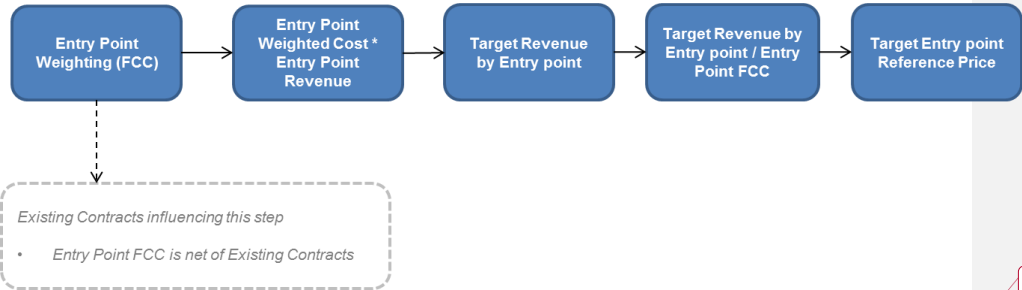 Entry Point
Weighting (FCC)
Entry Point
Weighted Cost *
Entry Point
Revenue
Target Revenue
by Entry point
Target Revenue by
Entry point / Entry
Point FCC
Target Entry point
Reference Price
Existing Contracts influencing this step
• Entry Point FCC is net of Existing Contracts